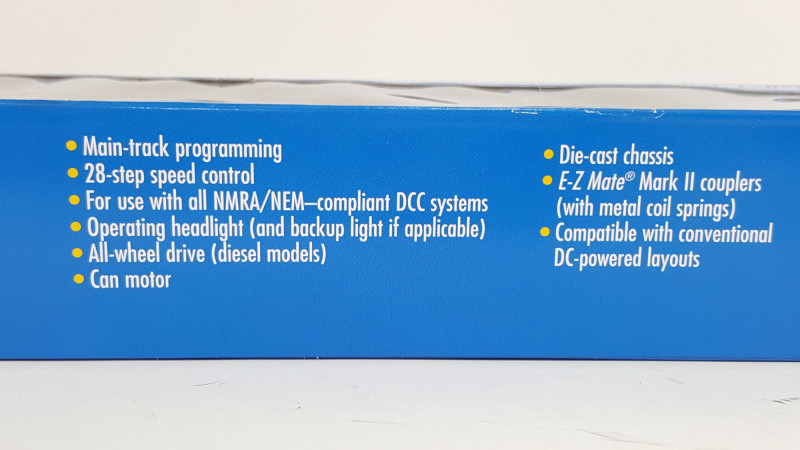 • Main-track programming
• 28-step speed control
• For use with all NMRA/NEM–compliant DCC systems
• Operating headlight (and backup light if applicable)
• All-wheel drive (diesel models)
• Can motor
• Die-cast chassis
• E-Z Mate® Mark II couplers
(with metal coil springs)
• Compatible with conventional
DC-powered layouts